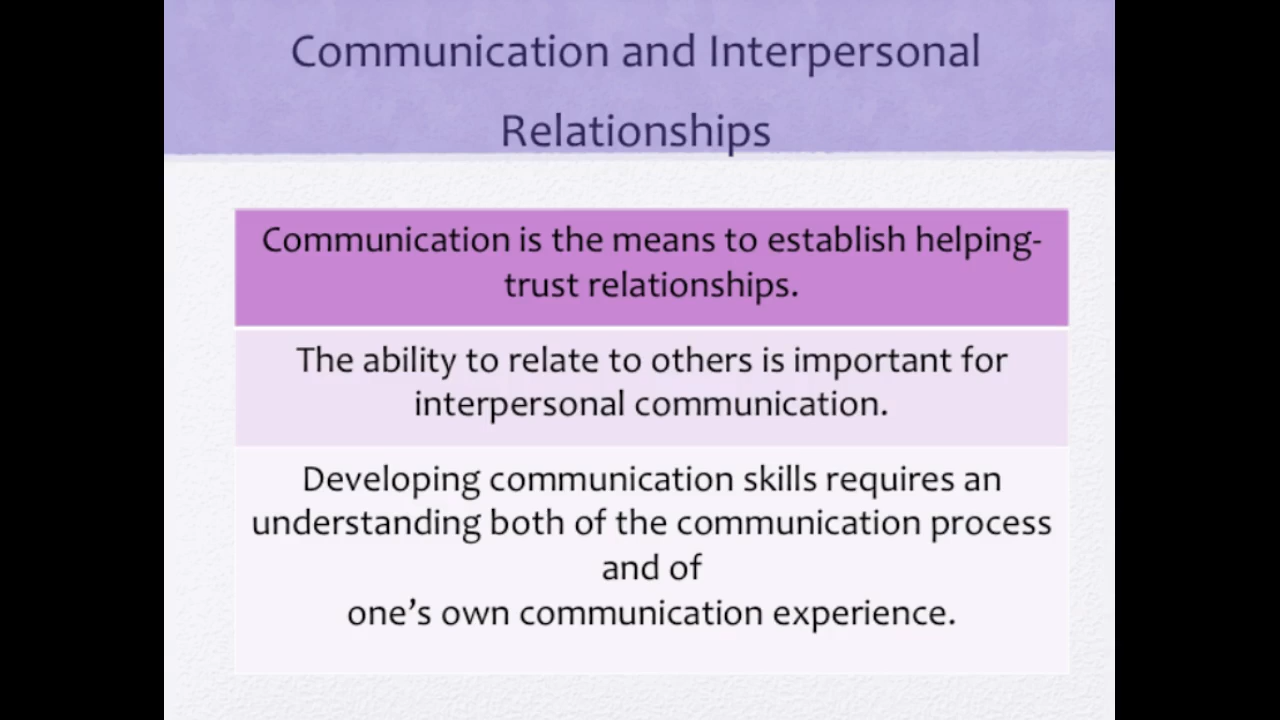 Communication and Interpersonal
Relationships
Communication is the means to establish helping-
trust relationships.
The ability to relate to others is important for
interpersonal communication.
Developing communication skills requires an
understanding both of the communication process
and of
one’s own communication experience.